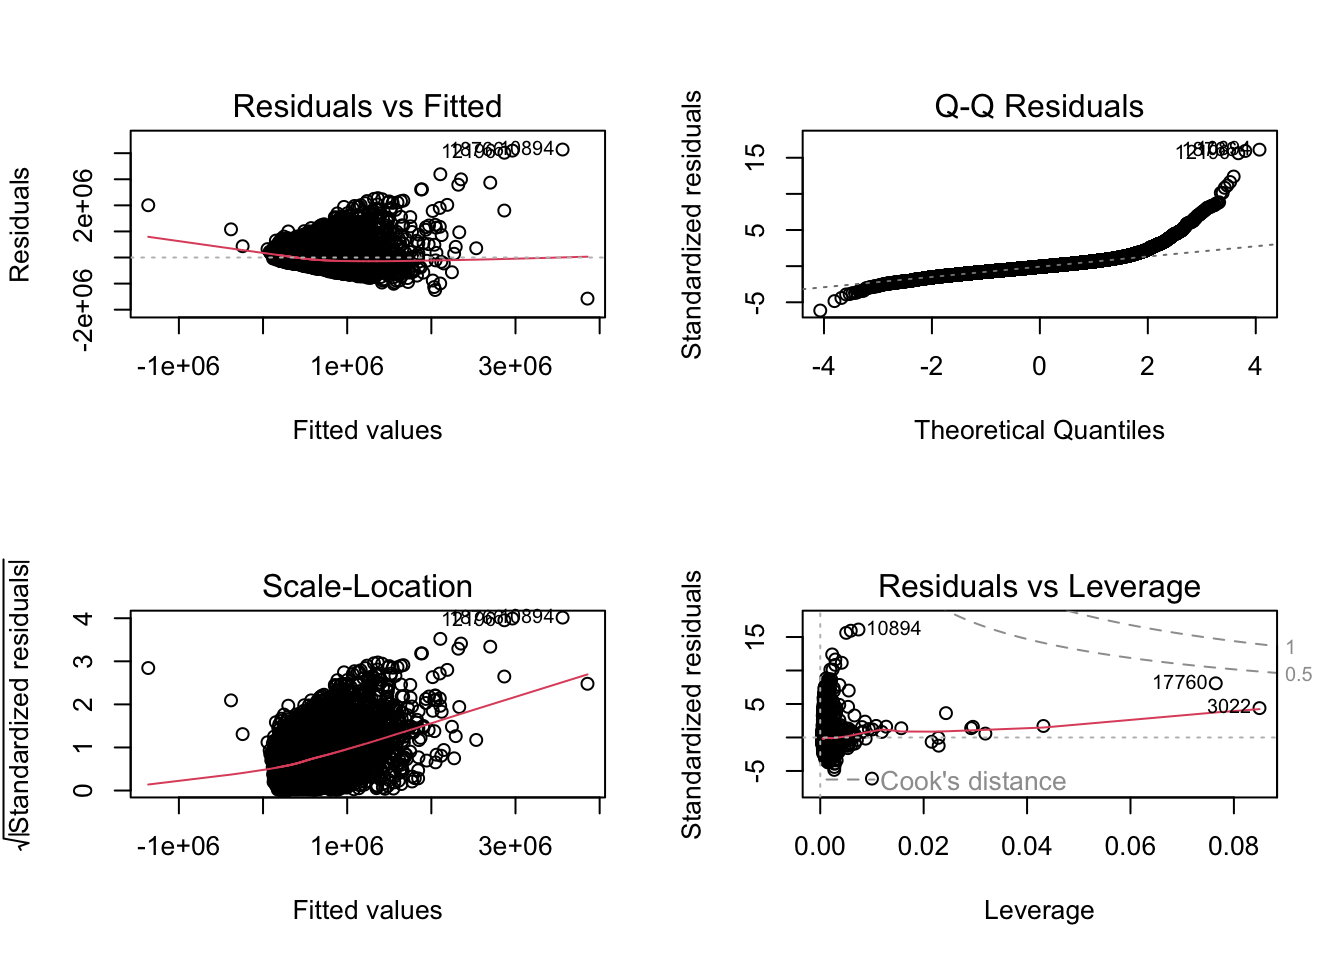 Residuals vs Fitted
Residuals
2e+06
-2e+06
10894
-1e+06 1e+06 3e+06
Fitted values
Q-Q Residuals
Standardized residuals
15
5
-5
-4 -2 0 2 4
Theoretical Quantiles
Scale-Location
√|Standardized residuals|
4
3
2
1
0
10894
-1e+06 1e+06 3e+06
Fitted values
Residuals vs Leverage
Standardized residuals
15
5
-5
10894
17760
3022
1
0.5
Cook's distance
0.00 0.02 0.04 0.06 0.08
Leverage